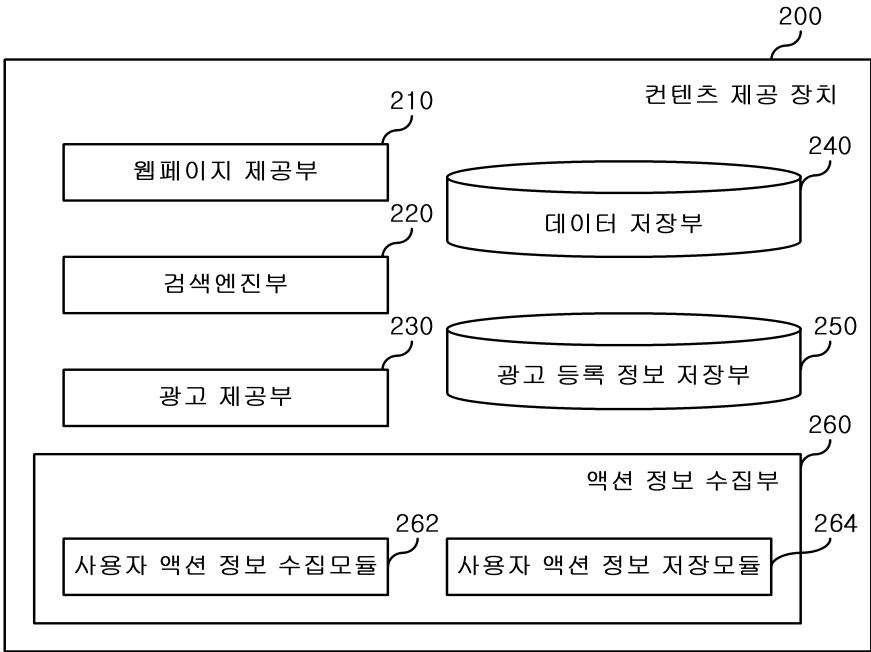 200
컨텐츠 제공 장치
210
웹페이지 제공부
240
데이터 저장부
220
검색엔진부
230
광고 제공부
250
광고 등록 정보 저장부
260
액션 정보 수집부
262
사용자 액션 정보 수집모듈
264
사용자 액션 정보 저장모듈